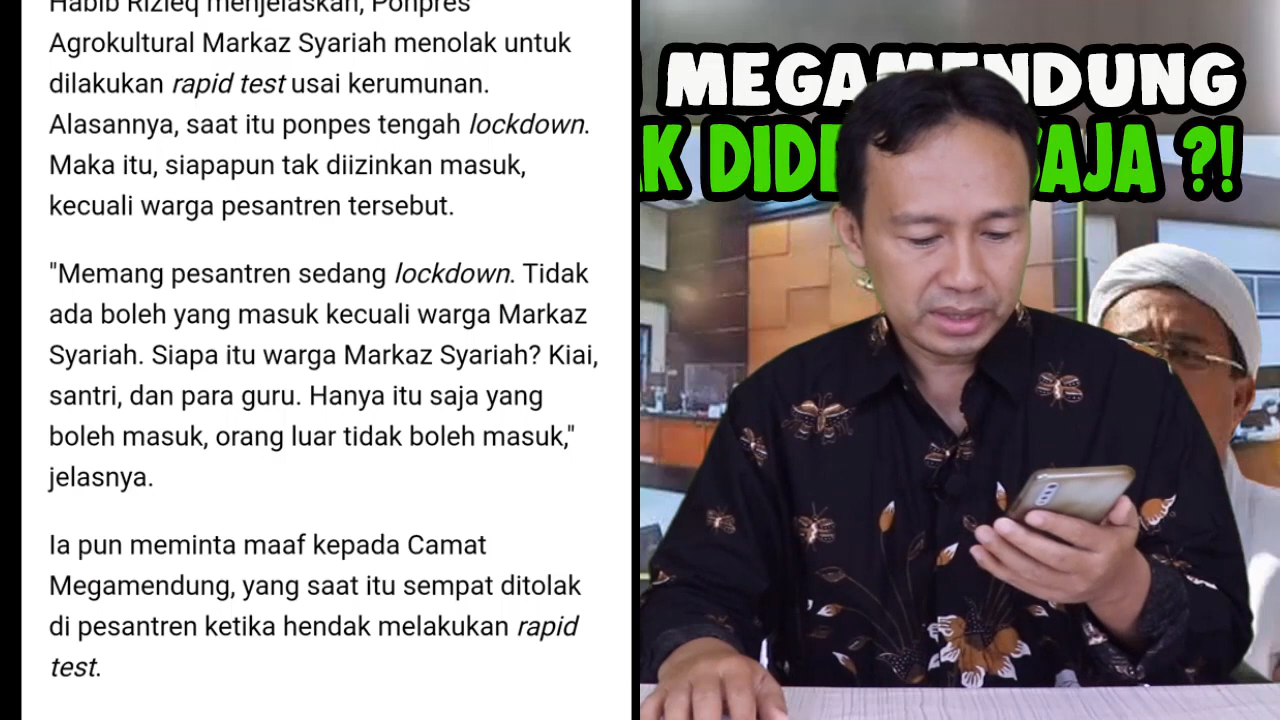 Habib Rizieq menjelaskan, Ponpes
Agrokultural Markaz Syariah menolak untuk
dilakukan rapid test usai kerumunan.
Alasannya, saat itu ponpes tengah lockdown.
Maka itu, siapapun tak diizinkan masuk,
kecuali warga pesantren tersebut.
"Memang pesantren sedang lockdown. Tidak
ada boleh yang masuk kecuali warga Markaz
Syariah. Siapa itu warga Markaz Syariah? Kiai,
santri, dan para guru. Hanya itu saja yang
boleh masuk, orang luar tidak boleh masuk,"
jelasnya.
Ia pun meminta maaf kepada Camat
Megamendung, yang saat itu sempat ditolak
di pesantren ketika hendak melakukan rapid
test.
MEGAMENDUNG
?!